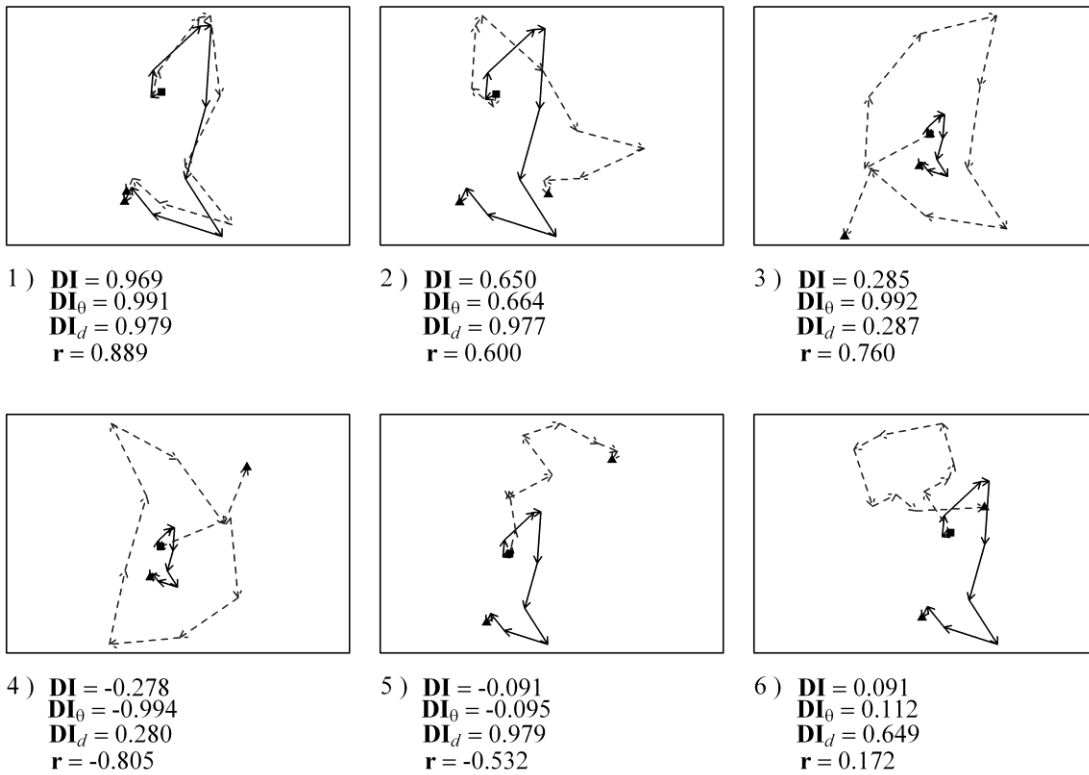 1 ) DI = 0.969
DIθ = 0.991
DId = 0.979
r = 0.889
2 ) DI = 0.650
DIθ = 0.664
DId = 0.977
r = 0.600
3 ) DI = 0.285
DIθ = 0.992
DId = 0.287
r = 0.760
4 ) DI = -0.278
DIθ = -0.994
DId = 0.280
r = -0.805
5 ) DI = -0.091
DIθ = -0.095
DId = 0.979
r = -0.532
6 ) DI = 0.091
DIθ = 0.112
DId = 0.649
r = 0.172